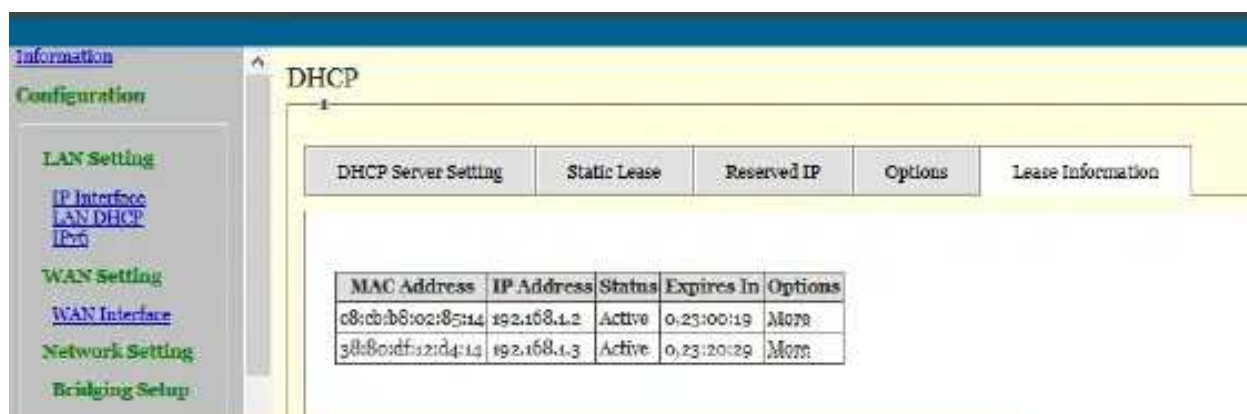 Information
Configuration
LAN Setting
IP Interface
LAN DHCP
IPv6
WAN Setting
WAN Interface
Network Setting
Bridging Setup
DHCP
DHCP Server Setting Static Lease Reserved IP Options Lease Information
MAC Address IP Address Status Expires In Options
c8:cb:b8:02:85:14 192.168.1.2 Active 0,23:00:19 More
38:80:df:12:d4:14 192.168.1.3 Active 0,23:20:29 More